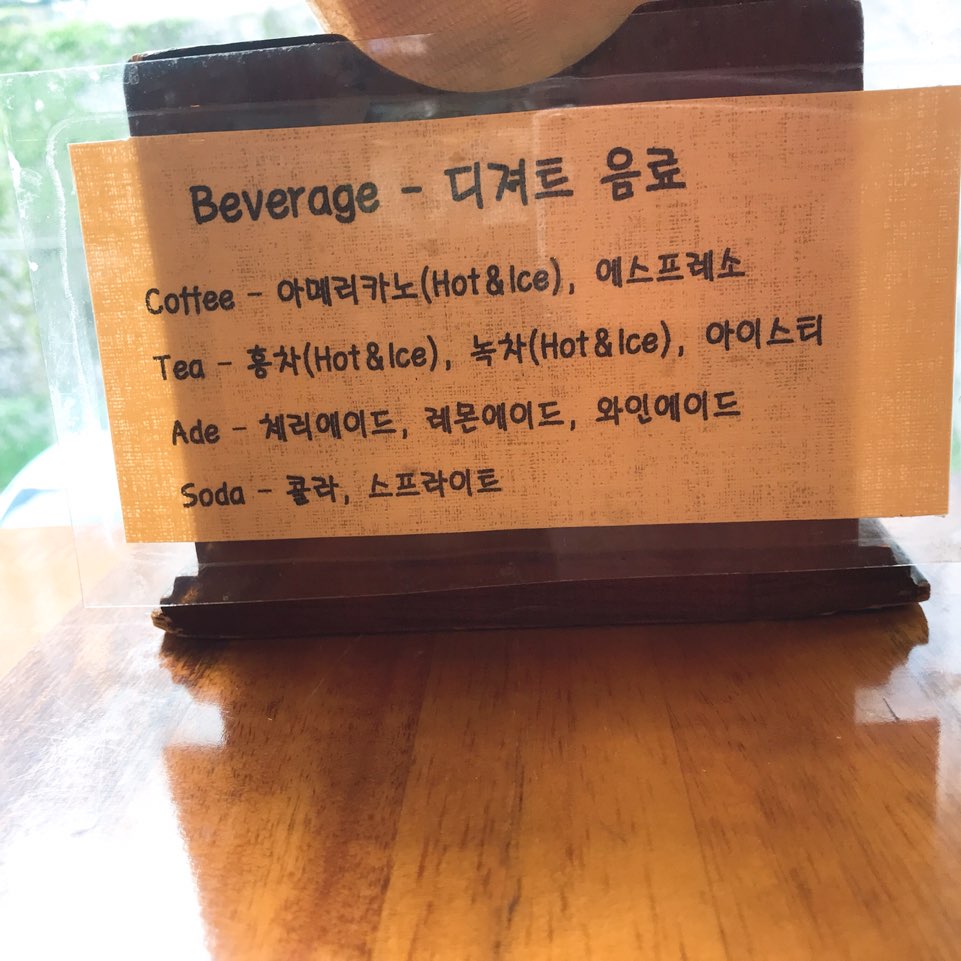 Beverage - 디져트 음료
Coffee - 아메리카노(Hot&Ice), 에스프레소
Tea - 홍차(Hot&Ice), 녹차(Hot&Ice), 아이스티
Ade - 체리에이드, 레몬에이드, 와인에이드
Soda - 콜라, 스프라이트